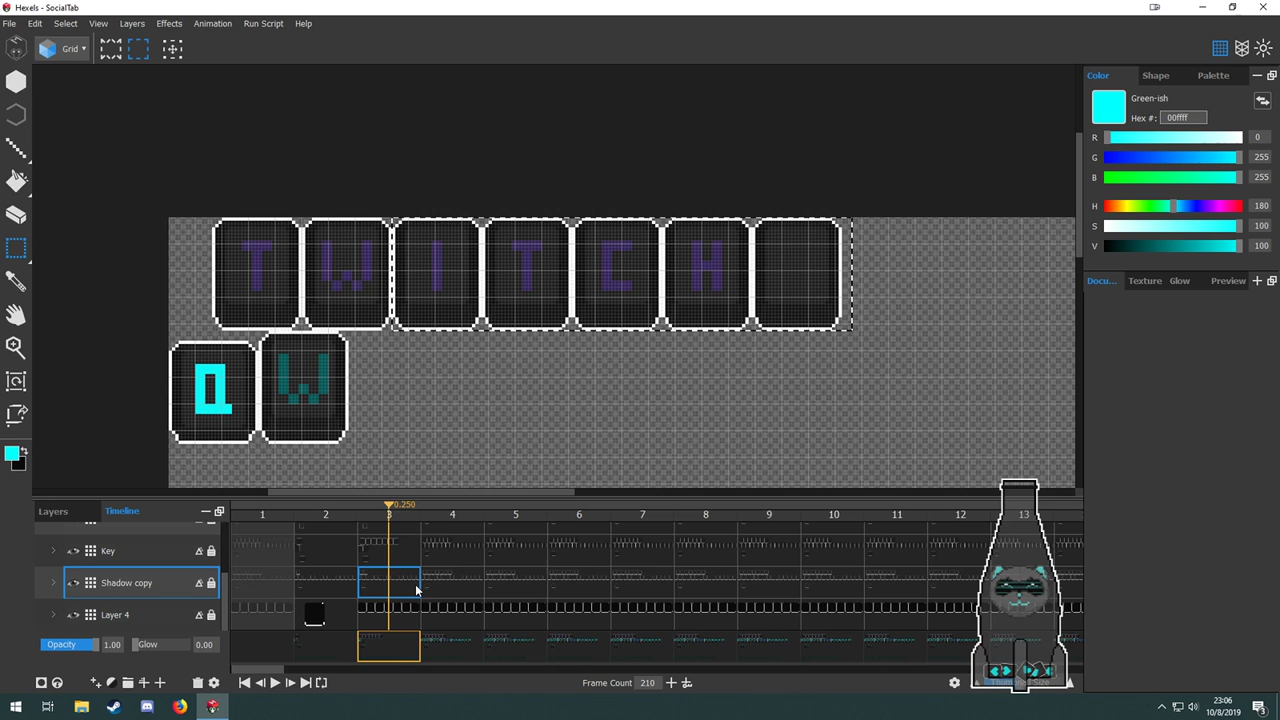 Hexels - SocialTab
File Edit Select View Layers Effects Animation Run Script Help
Grid
Color Shape Palette
Green-ish
Hex #: 00ffff
R 0
G 255
B 255
H 180
S 100
V 100
Docu... Texture Glow Preview
T W I T C H
Q W
Layers Timeline
0.250
1 2 3 4 5 6 7 8 9 10 11 12 13
Key
Shadow copy
Layer 4
Opacity 1.00 Glow 0.00
Frame Count 210
Size
23:06
10/8/2019